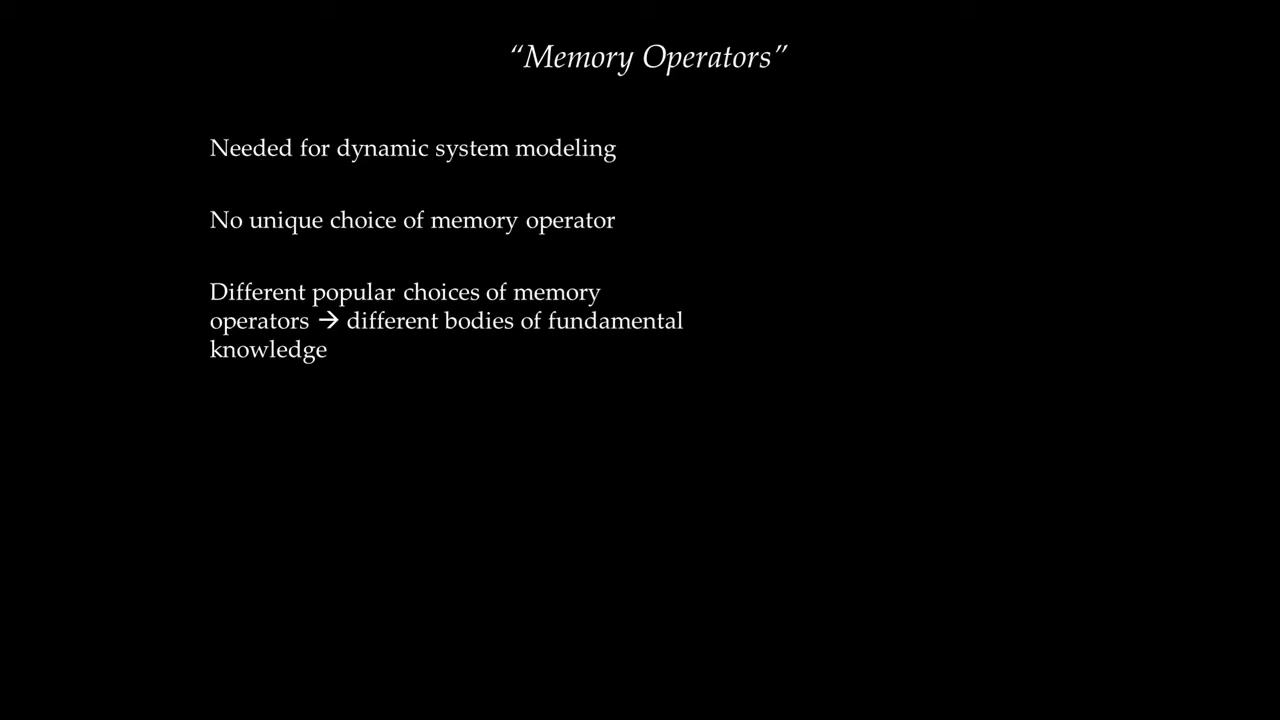 “Memory Operators”
Needed for dynamic system modeling
No unique choice of memory operator
Different popular choices of memory
operators → different bodies of fundamental
knowledge